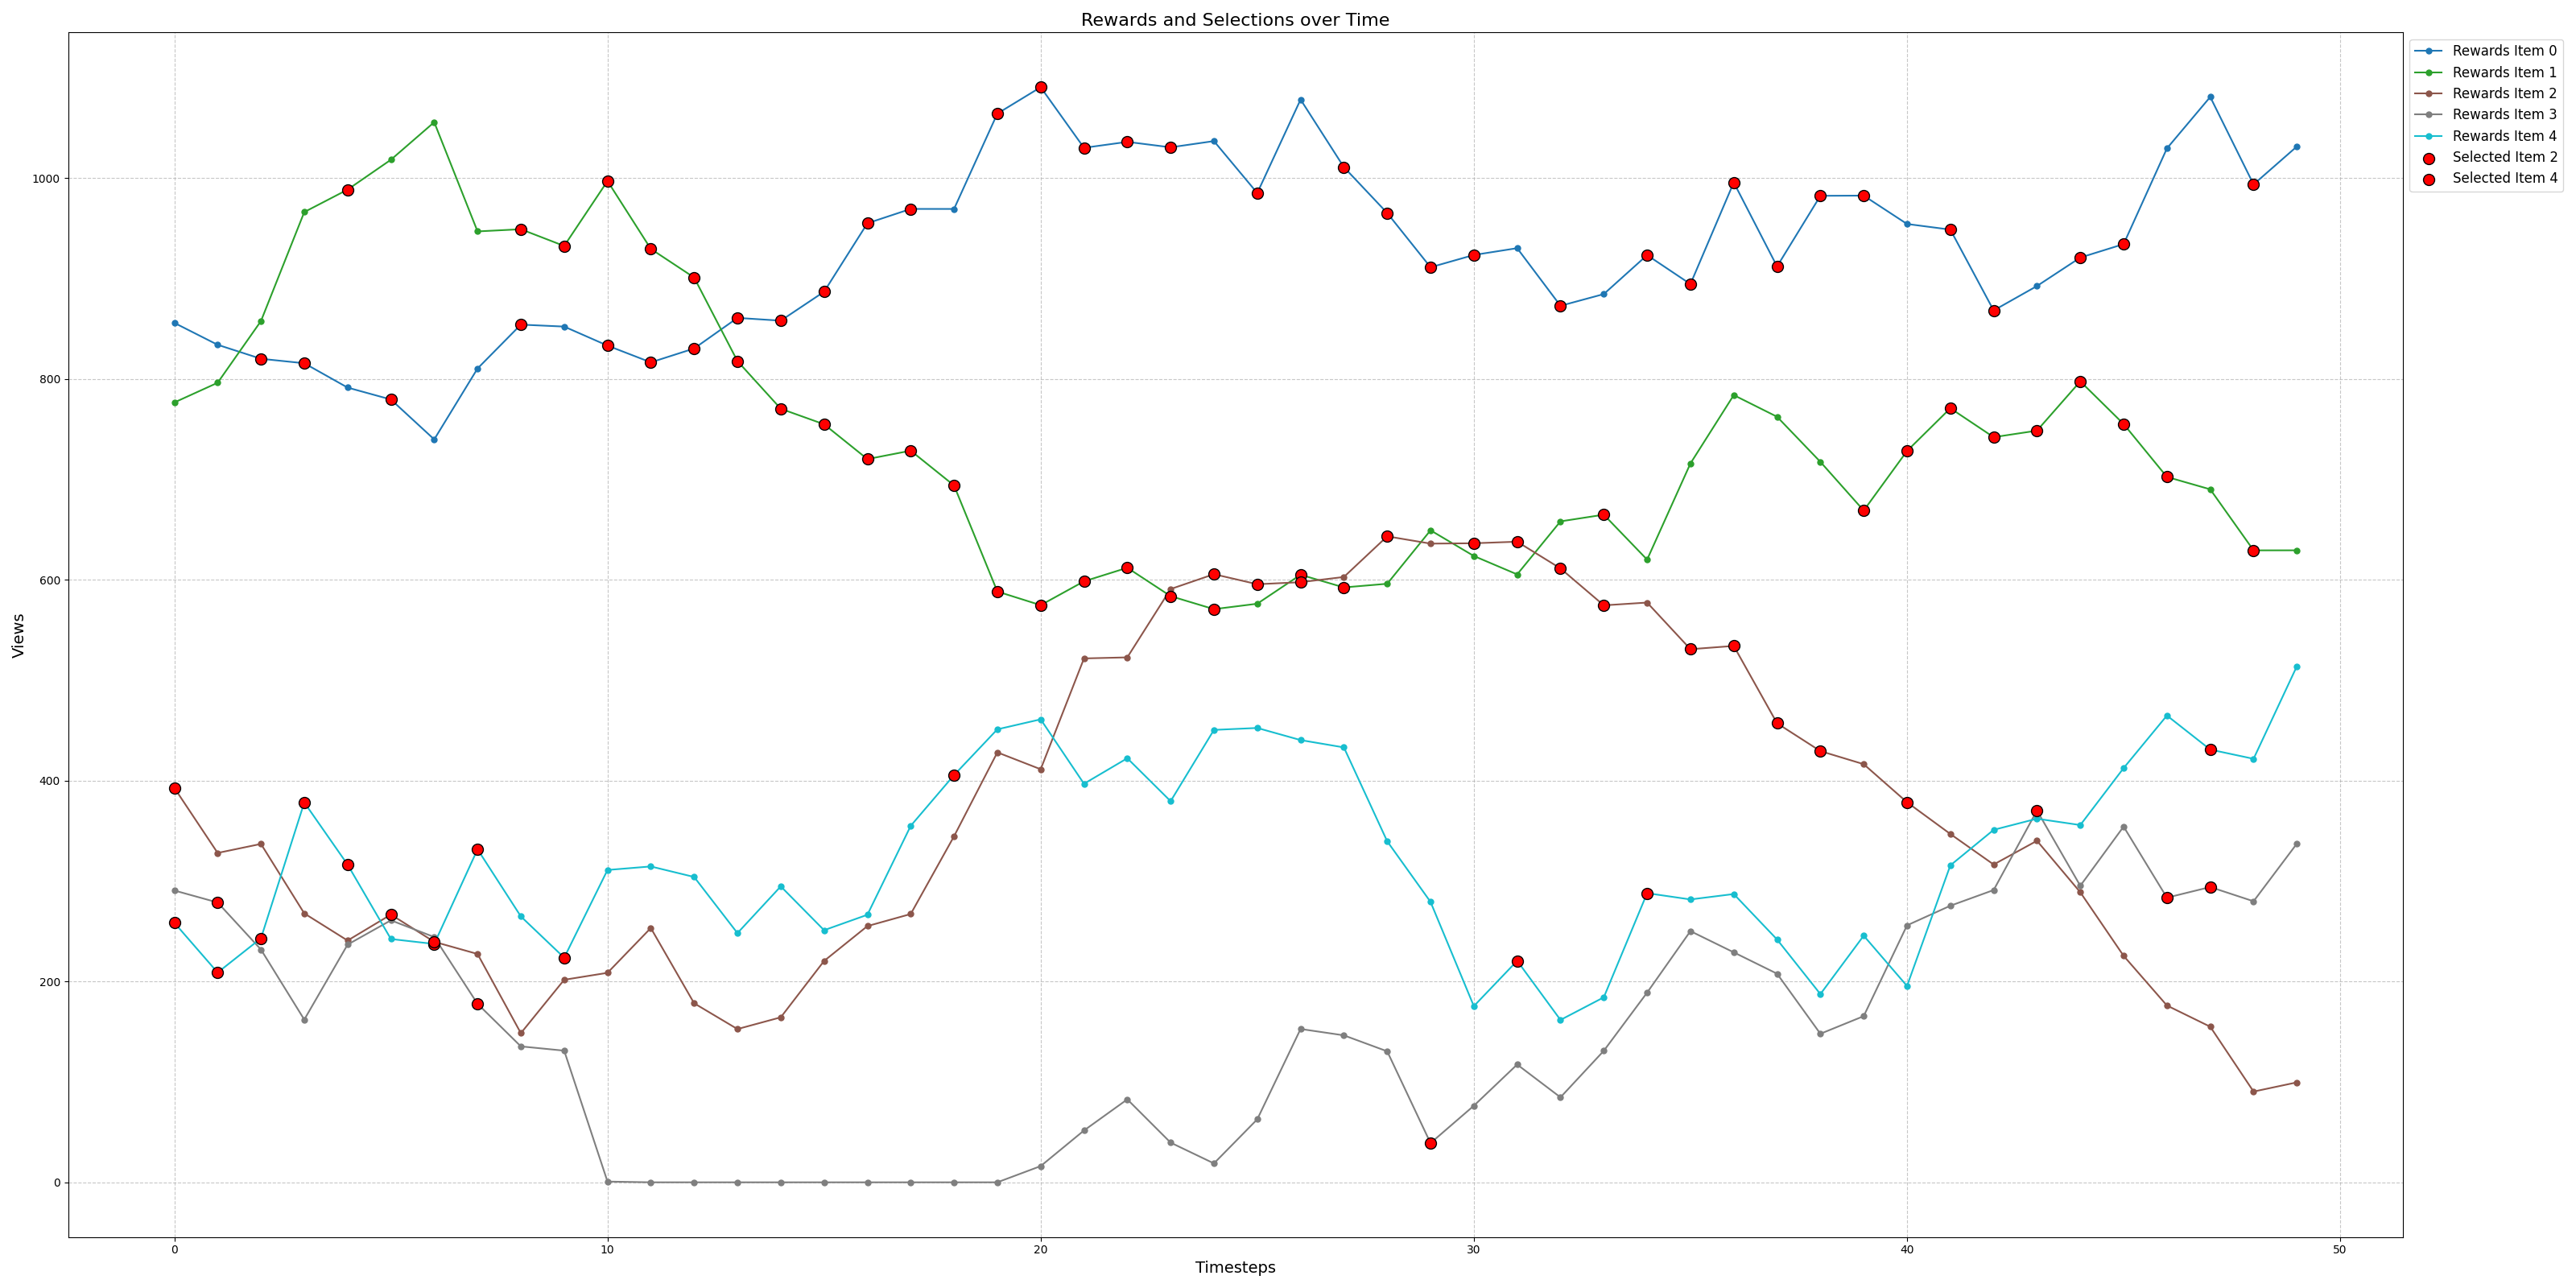 Rewards and Selections over Time
Rewards Item 0
Rewards Item 1
Rewards Item 2
Rewards Item 3
Rewards Item 4
Selected Item 2
Selected Item 4
Views
1000
800
600
400
200
0
0 10 20 30 40 50
Timesteps